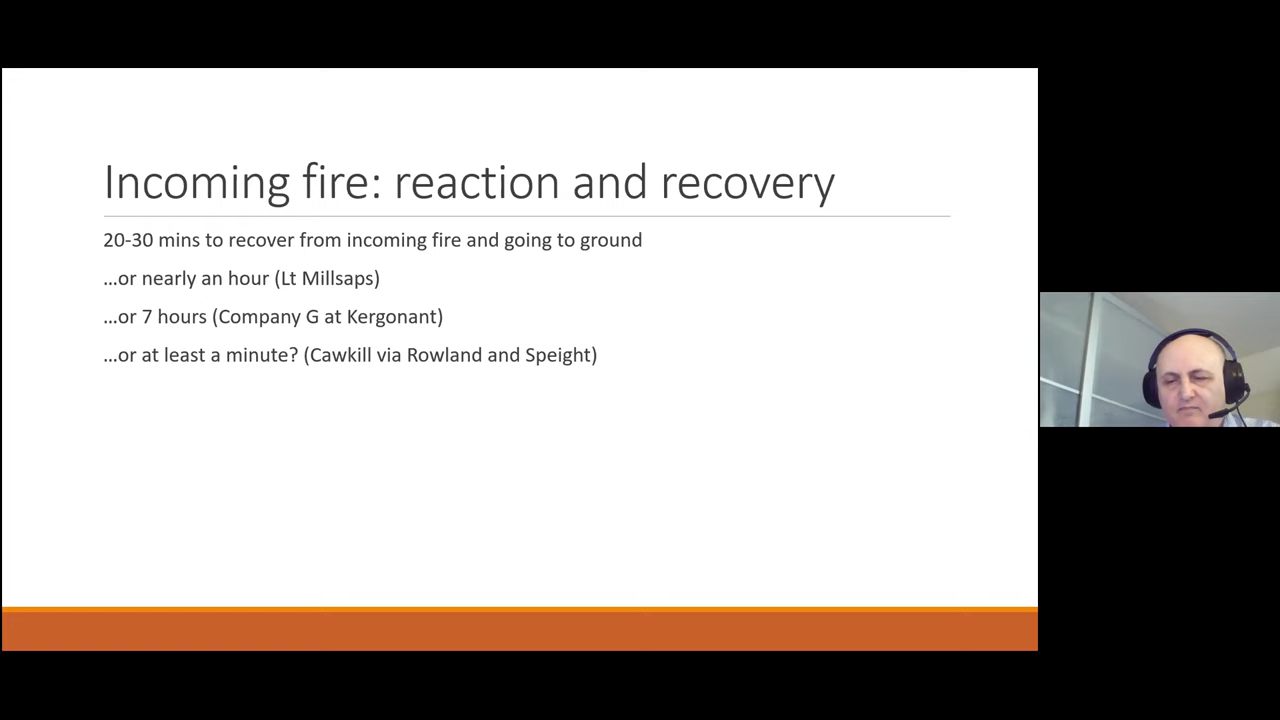 Incoming fire: reaction and recovery
20-30 mins to recover from incoming fire and going to ground
…or nearly an hour (Lt Millsaps)
…or 7 hours (Company G at Kergonant)
…or at least a minute? (Cawkill via Rowland and Speight)